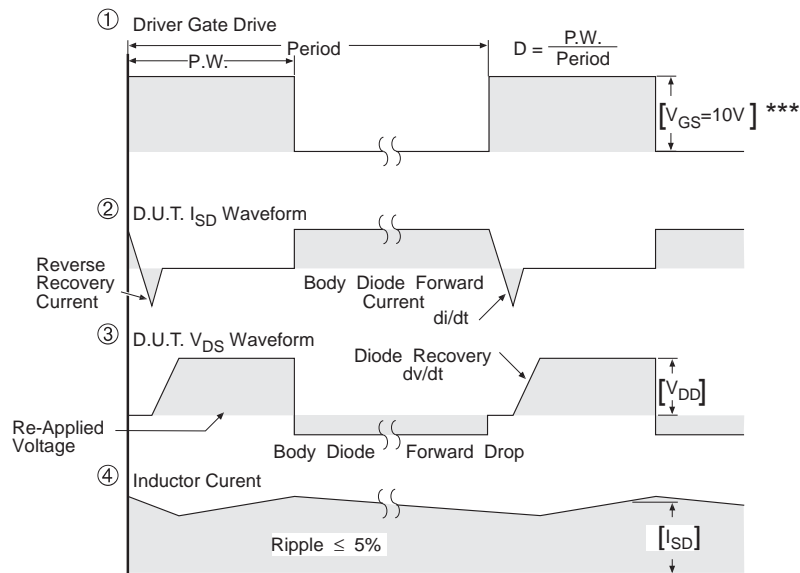 ① Driver Gate Drive
Period
P.W.
D = P.W.
Period
[VGS=10V] ***
② D.U.T. ISD Waveform
Reverse
Recovery
Current
Body Diode Forward
Current
di/dt
③ D.U.T. VDS Waveform
Diode Recovery
dv/dt
[VDD]
Re-Applied
Voltage
Body Diode Forward Drop
④ Inductor Curent
Ripple ≤ 5%
[ISD]